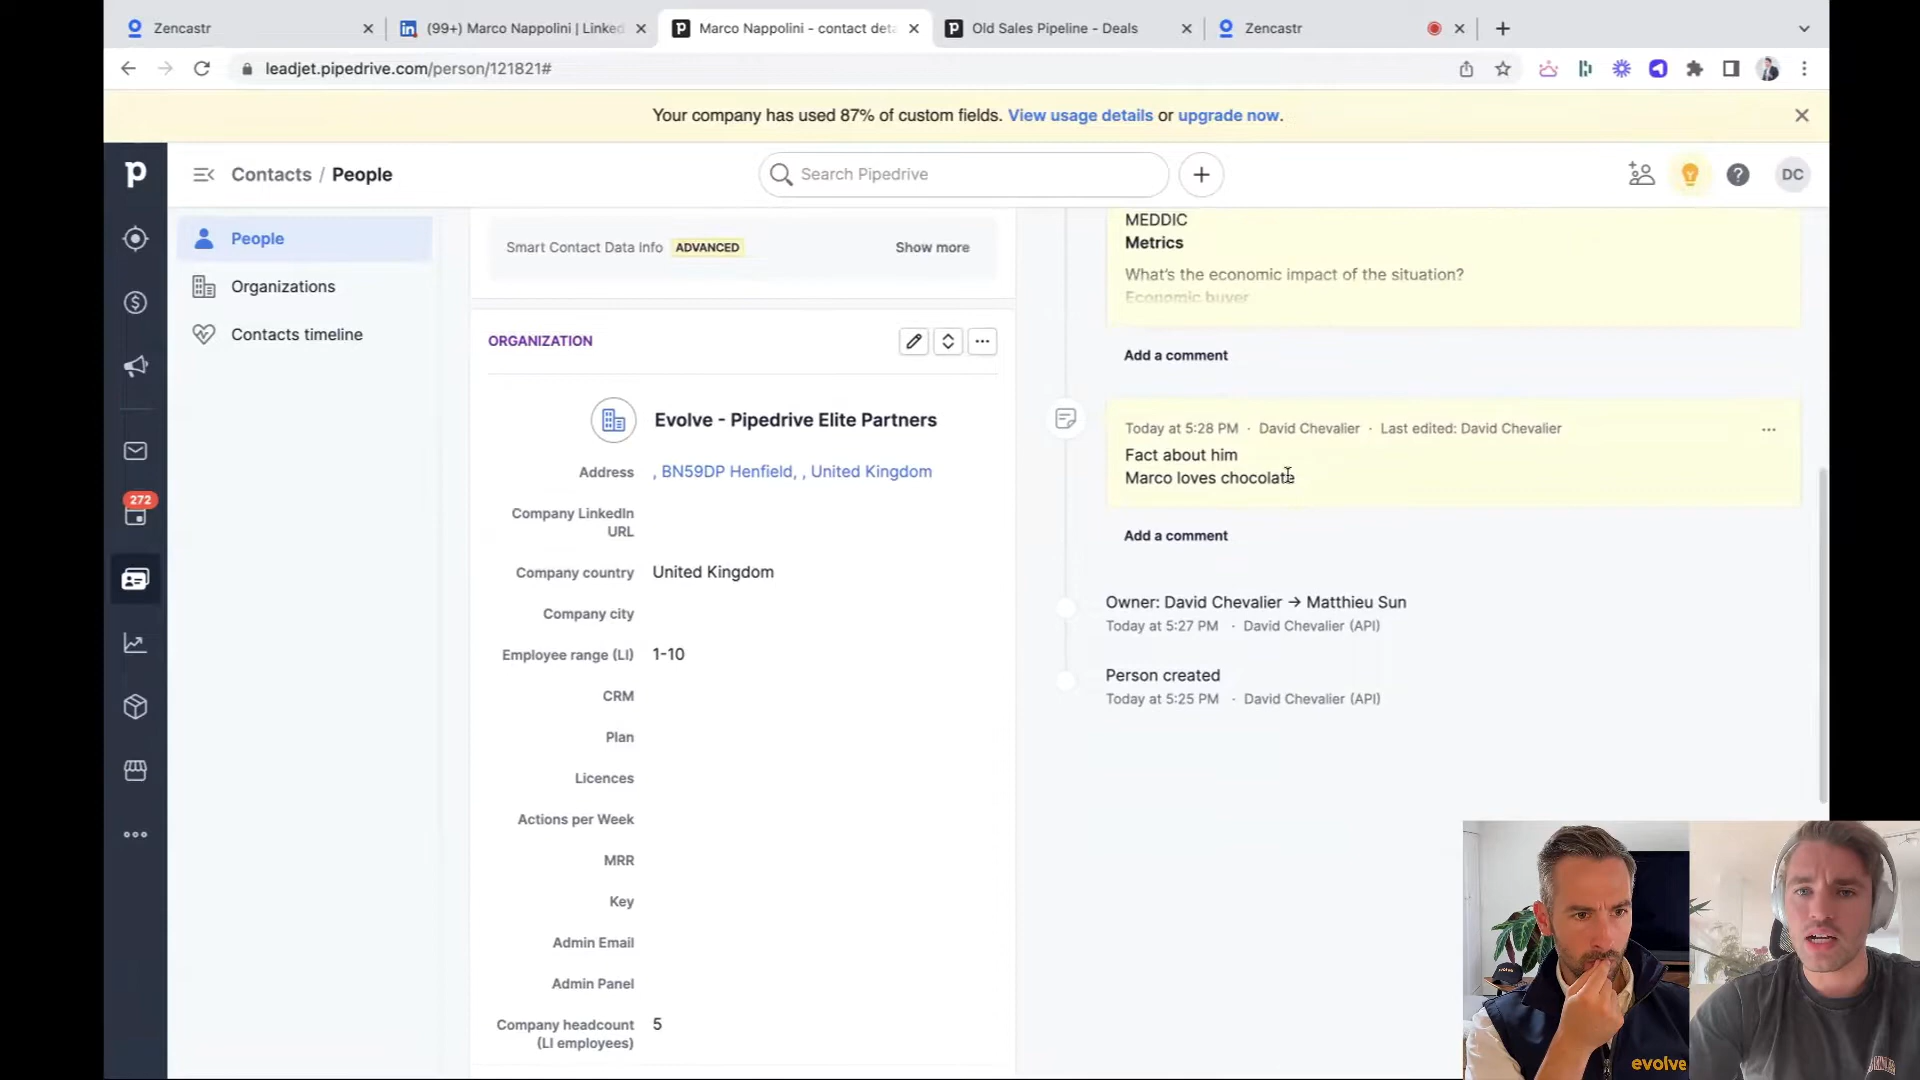 Zencastr
(99+) Marco Nappolini | Linked
Marco Nappolini - contact deta
Old Sales Pipeline - Deals
Zencastr
leadjet.pipedrive.com/person/121821#
Your company has used 87% of custom fields. View usage details or upgrade now.
Contacts / People
Search Pipedrive
DC
People
Organizations
Contacts timeline
272
Smart Contact Data Info ADVANCED Show more
ORGANIZATION
Evolve - Pipedrive Elite Partners
Address , BN59DP Henfield, , United Kingdom
Company LinkedIn
URL
Company country United Kingdom
Company city
Employee range (LI) 1-10
CRM
Plan
Licences
Actions per Week
MRR
Key
Admin Email
Admin Panel
Company headcount 5
(LI employees)
MEDDIC
Metrics
What's the economic impact of the situation?
Economic buyer
Add a comment
Today at 5:28 PM · David Chevalier · Last edited: David Chevalier
Fact about him
Marco loves chocolate
Add a comment
Owner: David Chevalier → Matthieu Sun
Today at 5:27 PM · David Chevalier (API)
Person created
Today at 5:25 PM · David Chevalier (API)
evolve